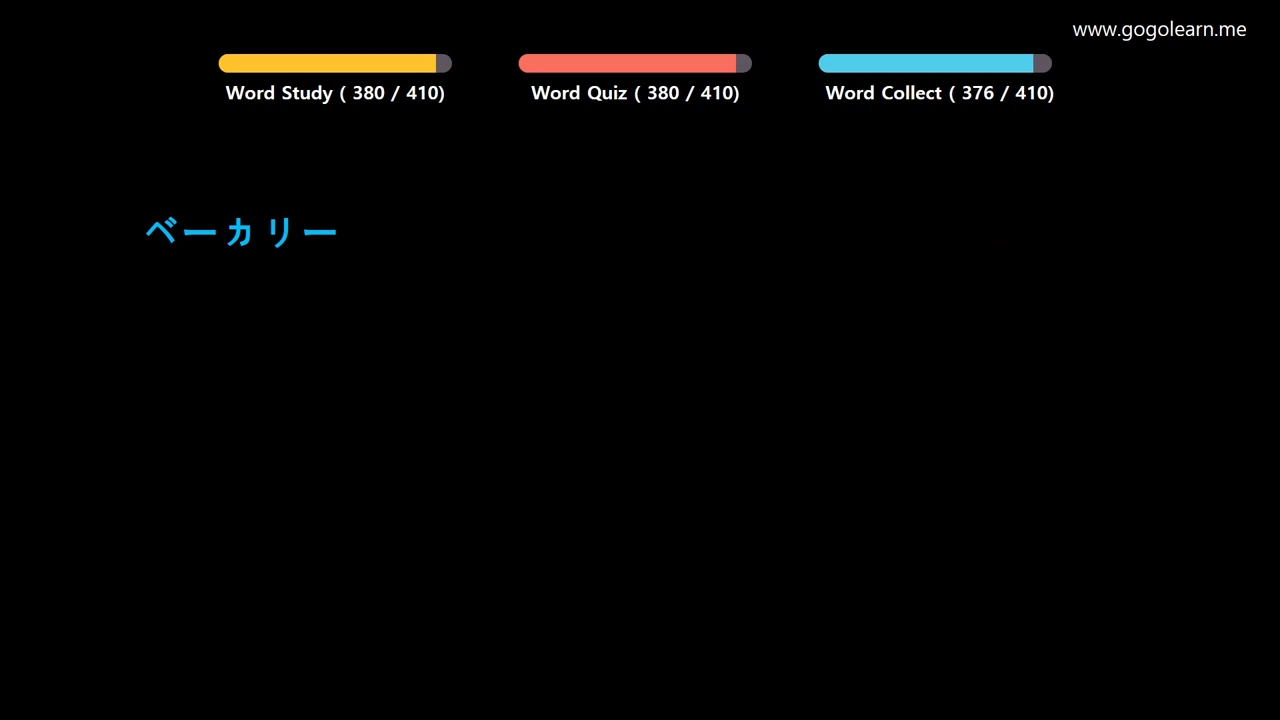 www.gogolearn.me
Word Study ( 380 / 410)
Word Quiz ( 380 / 410)
Word Collect ( 376 / 410)
ベーカリー